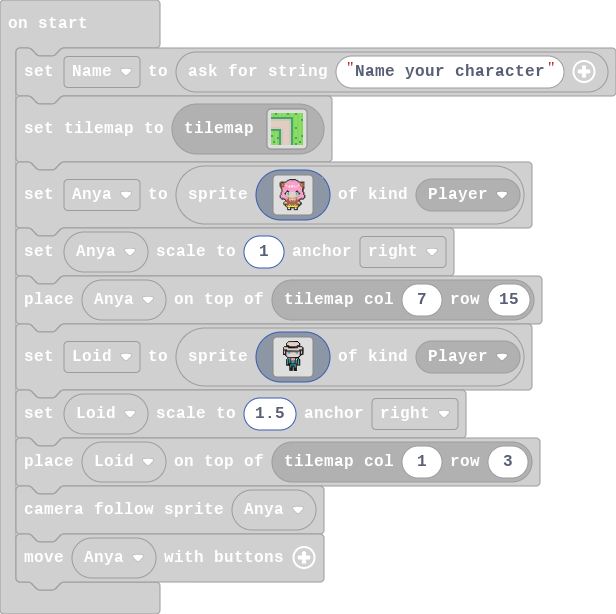 on start
set Name to ask for string "Name your character"
set tilemap to tilemap
set Anya to sprite of kind Player
set Anya scale to 1 anchor right
place Anya on top of tilemap col 7 row 15
set Loid to sprite of kind Player
set Loid scale to 1.5 anchor right
place Loid on top of tilemap col 1 row 3
camera follow sprite Anya
move Anya with buttons